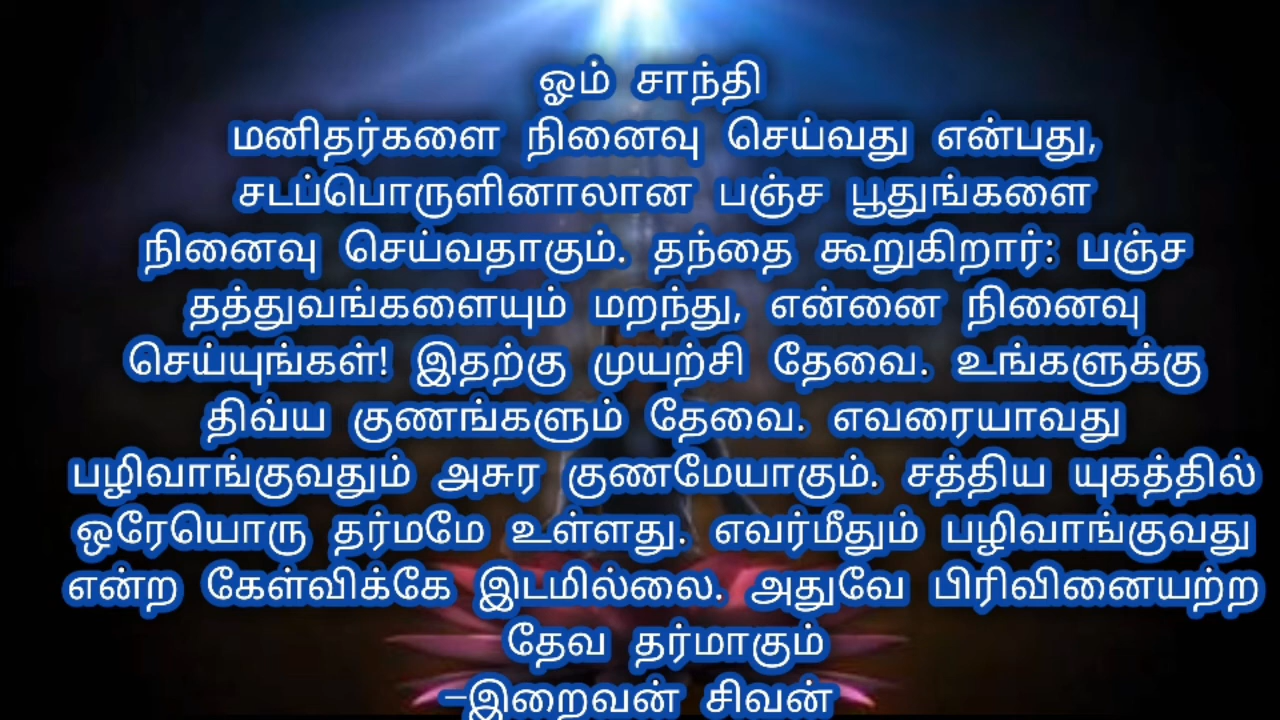 ஓம் சாந்தி
மனிதர்களை நினைவு செய்வது என்பது,
சடப்பொருளினாலான பஞ்ச பூதுங்களை
நினைவு செய்வதாகும். தந்தை கூறுகிறார்: பஞ்ச
தத்துவங்களையும் மறந்து, என்னை நினைவு
செய்யுங்கள்! இதற்கு முயற்சி தேவை. உங்களுக்கு
திவ்ய குணங்களும் தேவை. எவரையாவது
பழிவாங்குவதும் அசுர குணமேயாகும். சத்திய யுகத்தில்
ஒரேயொரு தர்மமே உள்ளது. எவர்மீதும் பழிவாங்குவது
என்ற கேள்விக்கே இடமில்லை. அதுவே பிரிவினையற்ற
தேவ தர்மாகும்
-இறைவன் சிவன்